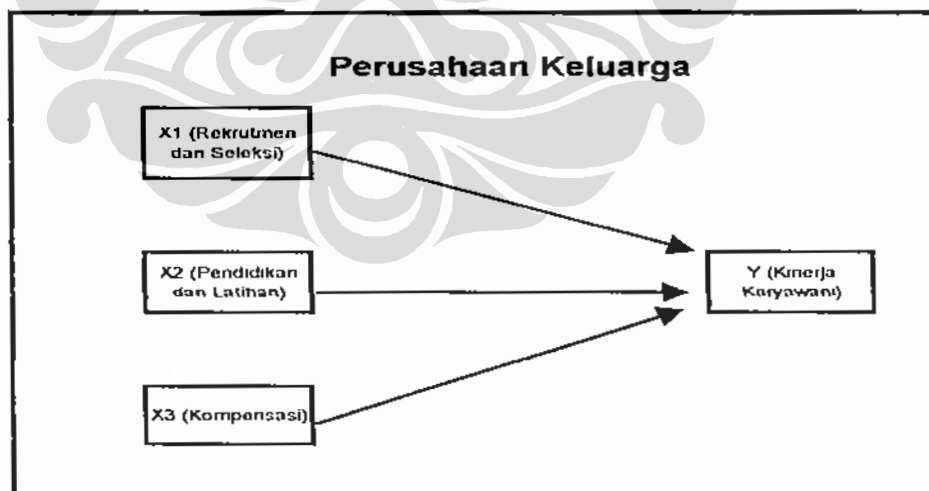 Perusahaan Keluarga
X1 (Rekrutmen
dan Seleksi)
X2 (Pendidikan
dan Latihan)
Y (Kinerja
Karyawan)
X3 (Kompensasi)